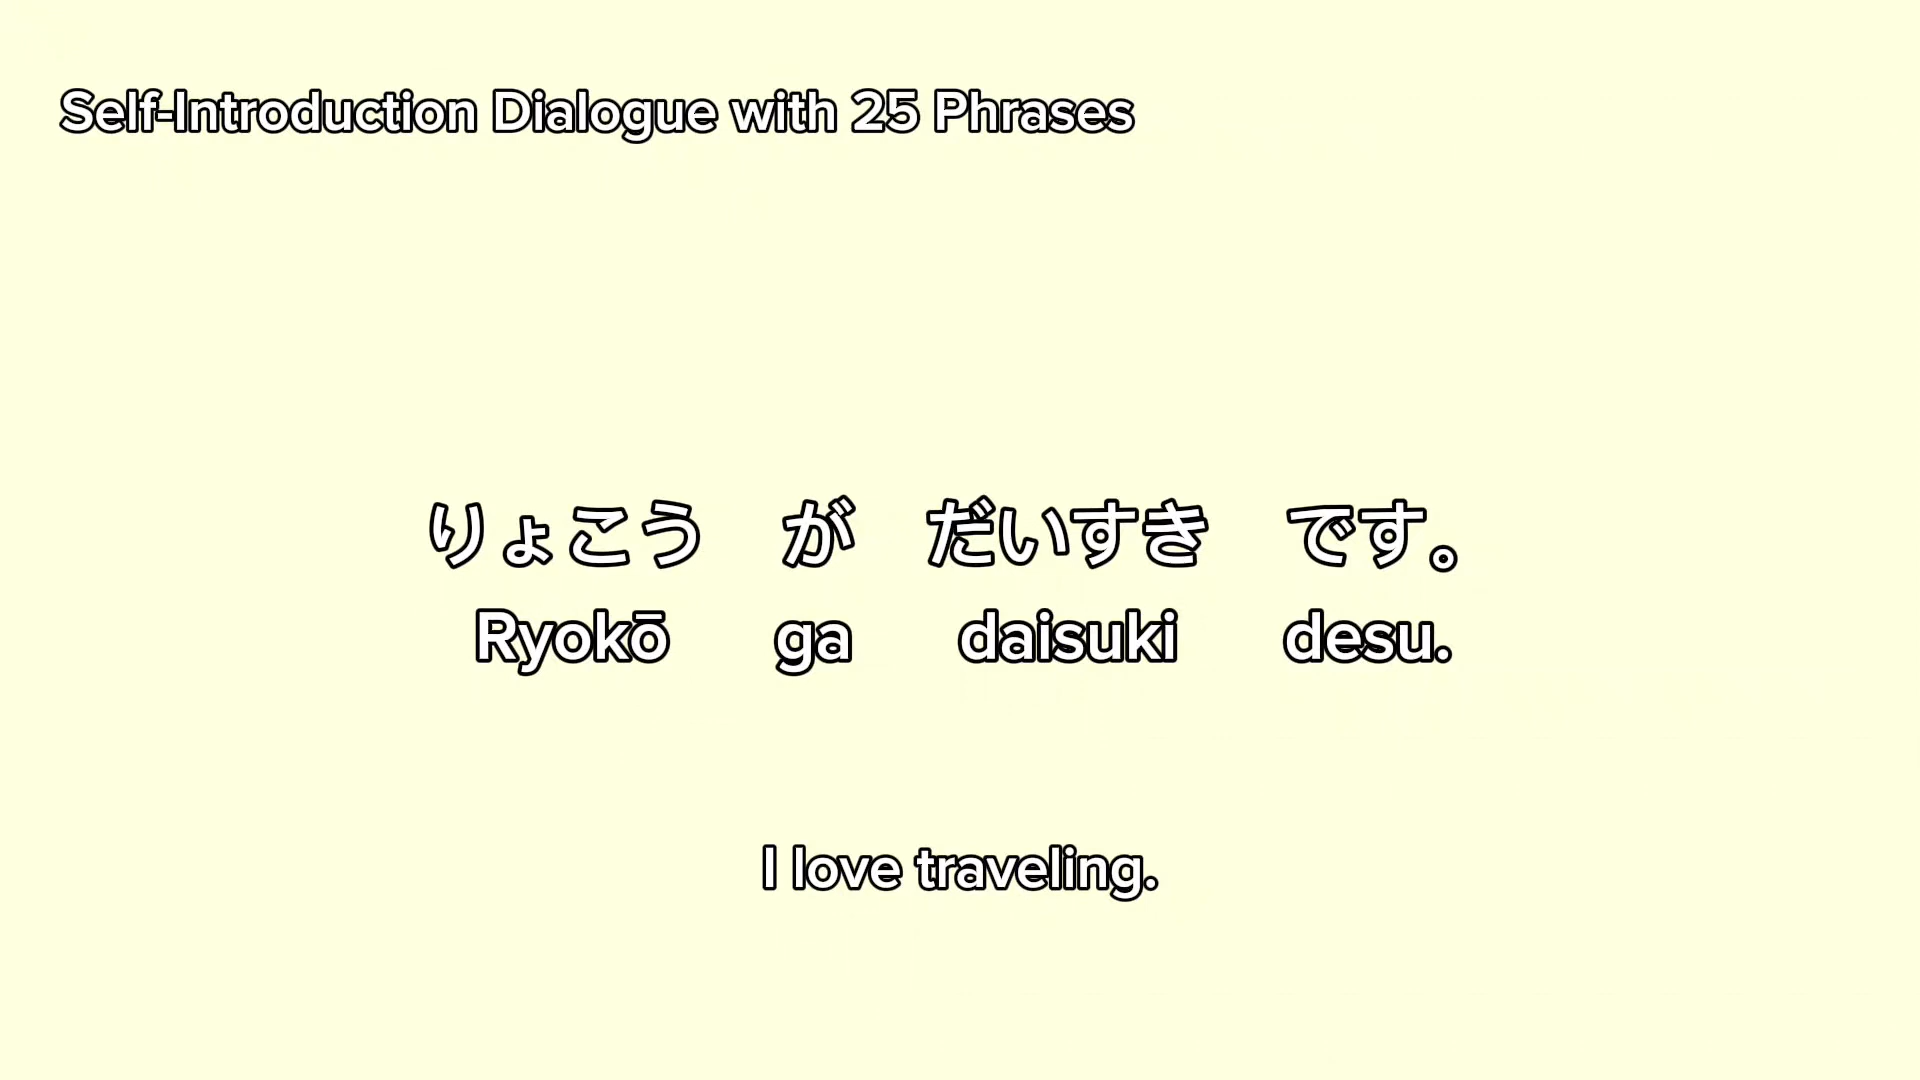 Self-Introduction Dialogue with 25 Phrases
りょこう が だいすき です。
Ryokō ga daisuki desu.
I love traveling.